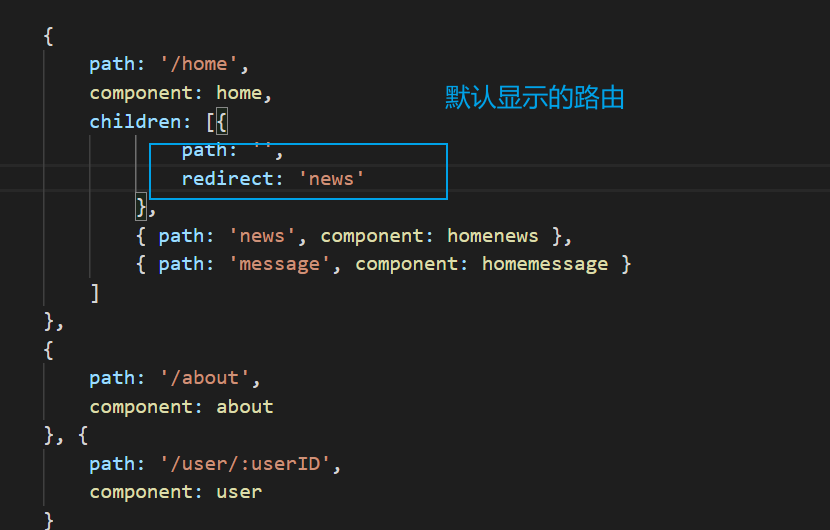 {
path: '/home',
component: home,
默认显示的路由
children: [{
path: '',
redirect: 'news'
},
{ path: 'news', component: homenews },
{ path: 'message', component: homemessage }
]
},
{
path: '/about',
component: about
}, {
path: '/user/:userID',
component: user
}